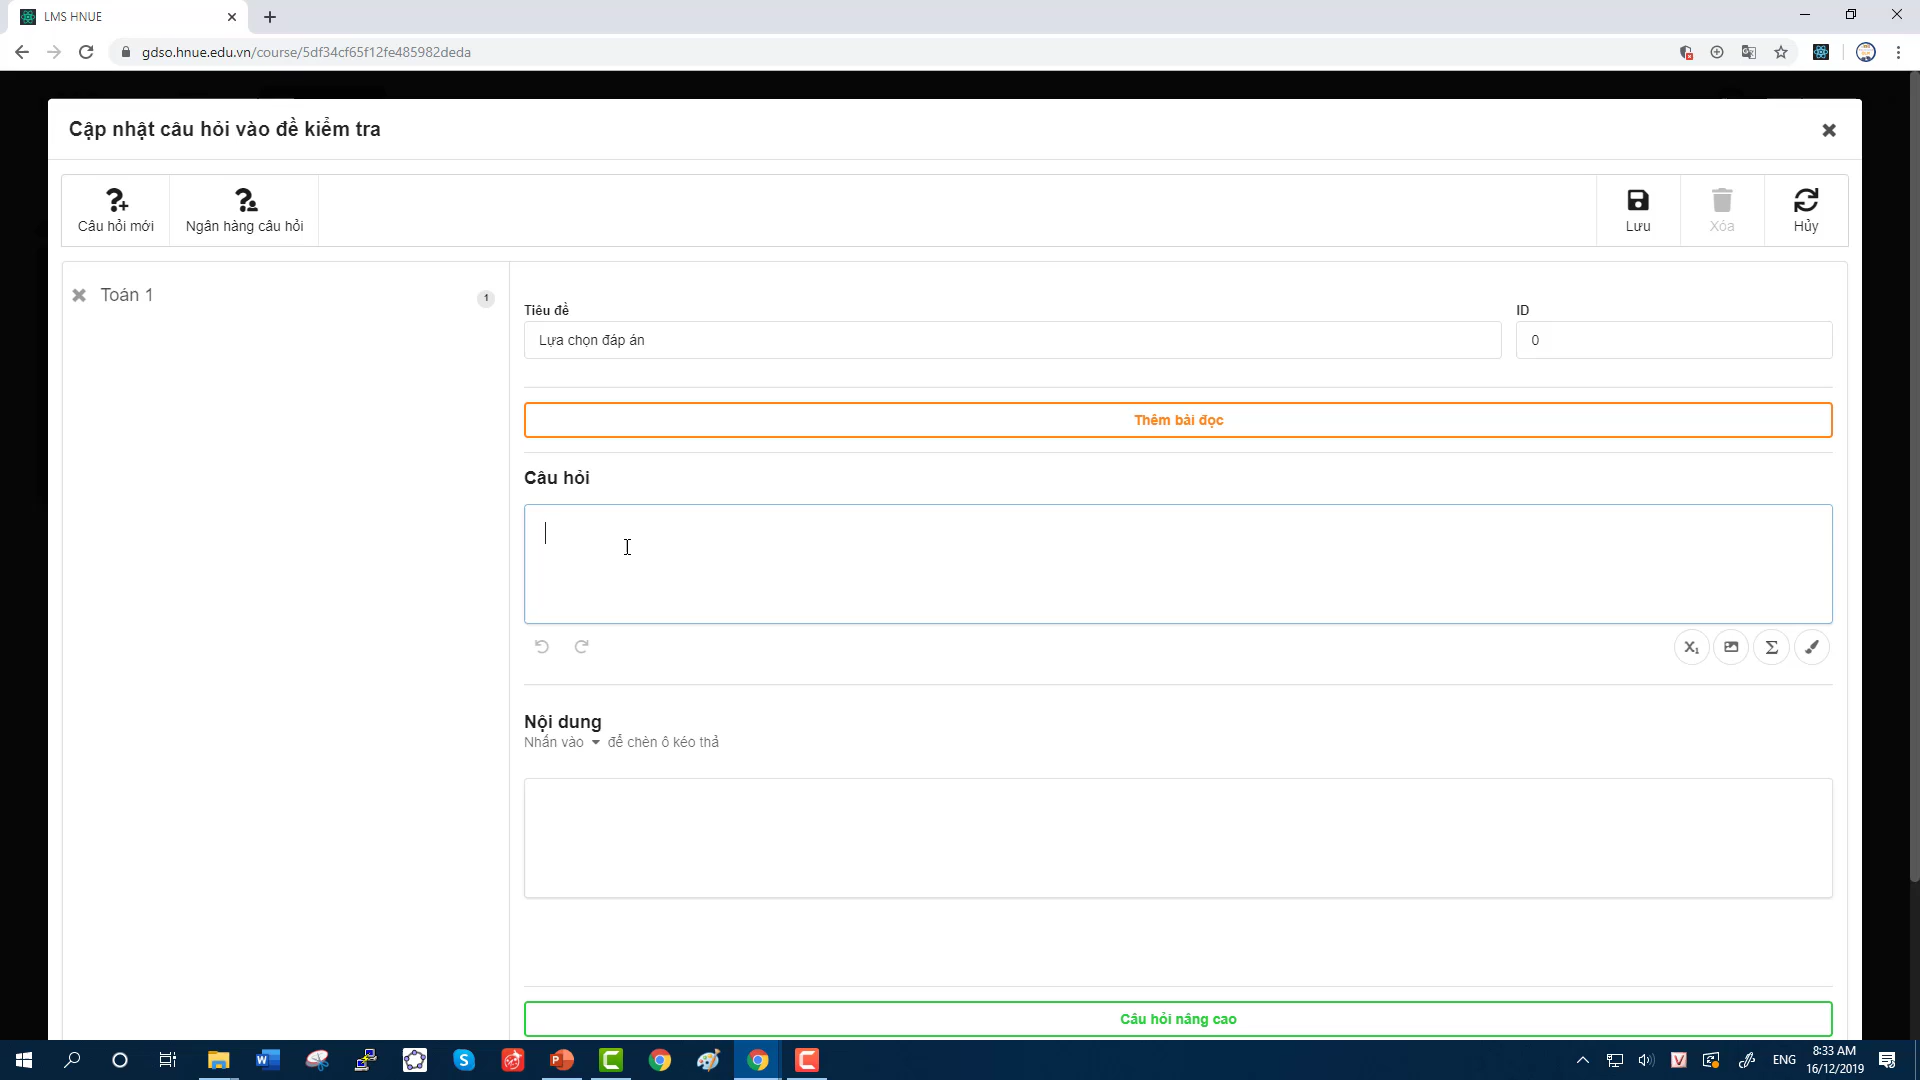 LMS HNUE
gdso.hnue.edu.vn/course/5df34cf65f12fe485982deda
Cập nhật câu hỏi vào đề kiểm tra
Câu hỏi mới
Ngân hàng câu hỏi
Lưu
Xóa
Hủy
Toán 1
1
Tiêu đề
ID
Lựa chọn đáp án
0
Thêm bài đọc
Câu hỏi
X₁
Σ
Nội dung
Nhấn vào để chèn ô kéo thả
Câu hỏi nâng cao
ENG
8:33 AM
16/12/2019